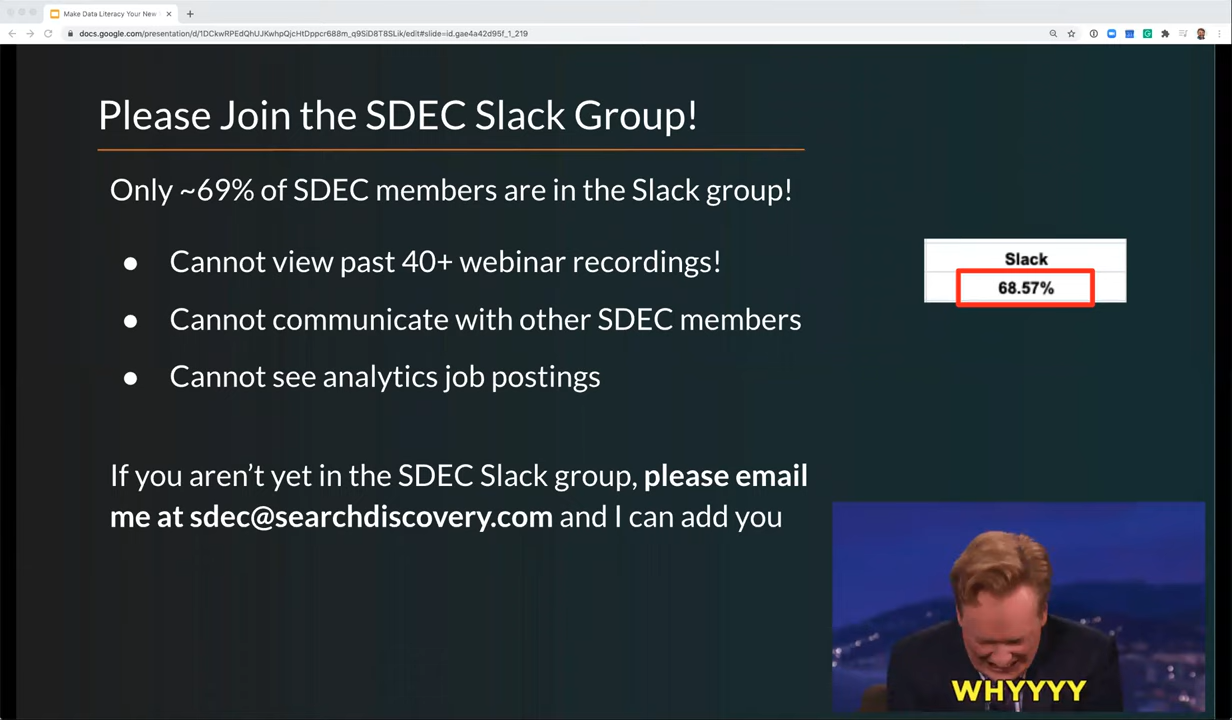 Make Data Literacy Your New
docs.google.com/presentation/d/1DCkwRPEdQhUJKwhpQjcHtDppcr688m_q9SiD8T8SLik/edit#slide=id.gae4a42d95f_1_219
Please Join the SDEC Slack Group!
Only ~69% of SDEC members are in the Slack group!
● Cannot view past 40+ webinar recordings!
● Cannot communicate with other SDEC members
● Cannot see analytics job postings
Slack
68.57%
If you aren’t yet in the SDEC Slack group, please email
me at sdec@searchdiscovery.com and I can add you
WHYYYY